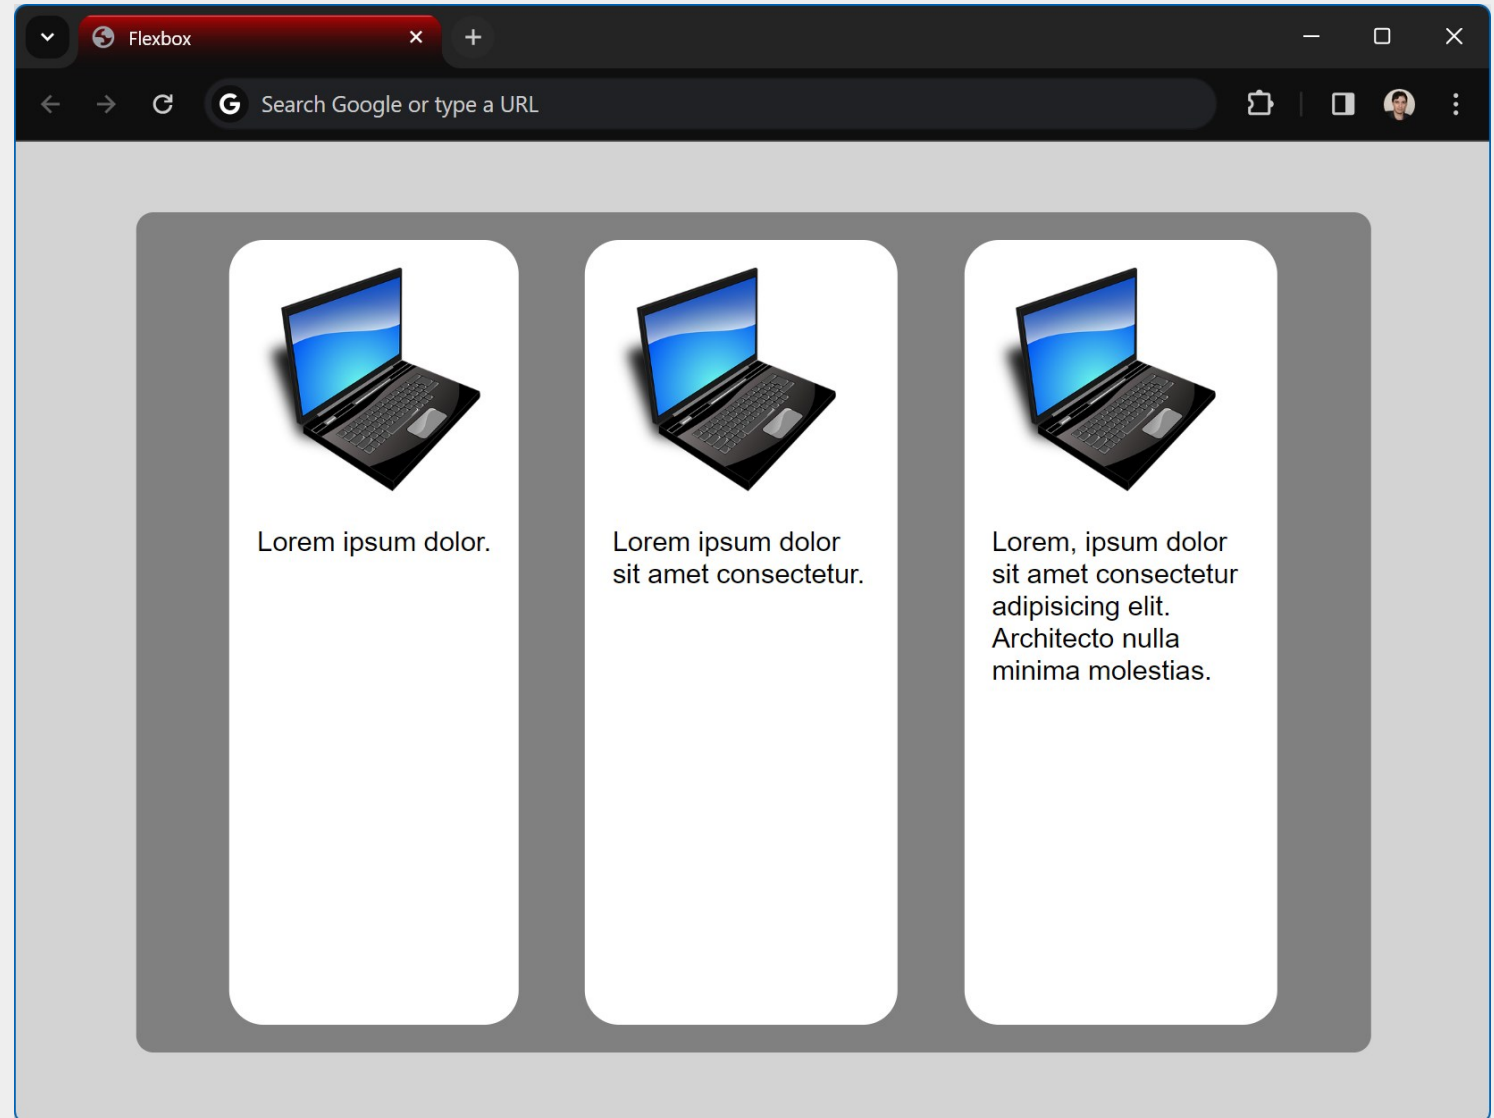 Flexbox
G Search Google or type a URL
Lorem ipsum dolor.
Lorem ipsum dolor
sit amet consectetur.
Lorem, ipsum dolor
sit amet consectetur
adipisicing elit.
Architecto nulla
minima molestias.